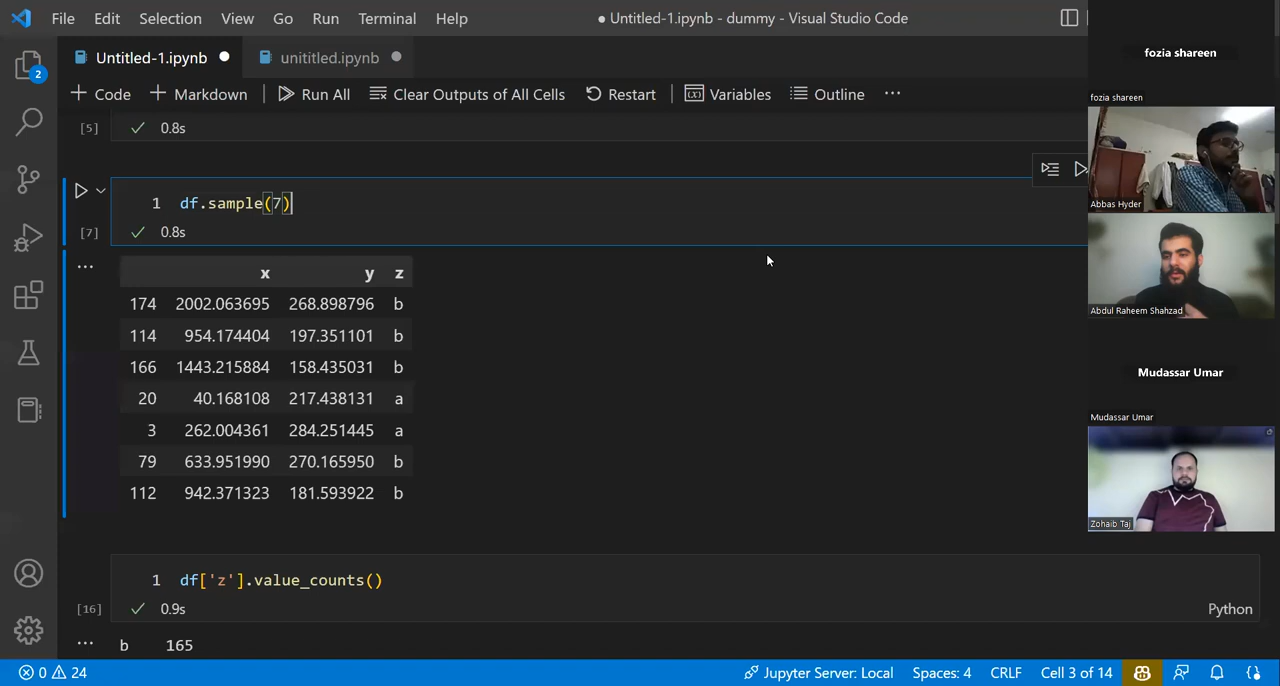 File Edit Selection View Go Run Terminal Help
● Untitled-1.ipynb - dummy - Visual Studio Code
Untitled-1.ipynb
unititled.ipynb
2
Code
Markdown
Run All
Clear Outputs of All Cells
Restart
Variables
Outline
[5]
0.8s
1 df.sample(7)
[7]
0.8s
x y z
174 2002.063695 268.898796 b
114 954.174404 197.351101 b
166 1443.215884 158.435031 b
20 40.168108 217.438131 a
3 262.004361 284.251445 a
79 633.951990 270.165950 b
112 942.371323 181.593922 b
1 df['z'].value_counts()
[16]
0.9s
Python
b 165
0 24
Jupyter Server: Local
Spaces: 4
CRLF
Cell 3 of 14
fozia shareen
fozia shareen
Abbas Hyder
Abdul Raheem Shahzad
Mudassar Umar
Mudassar Umar
Zohaib Taj